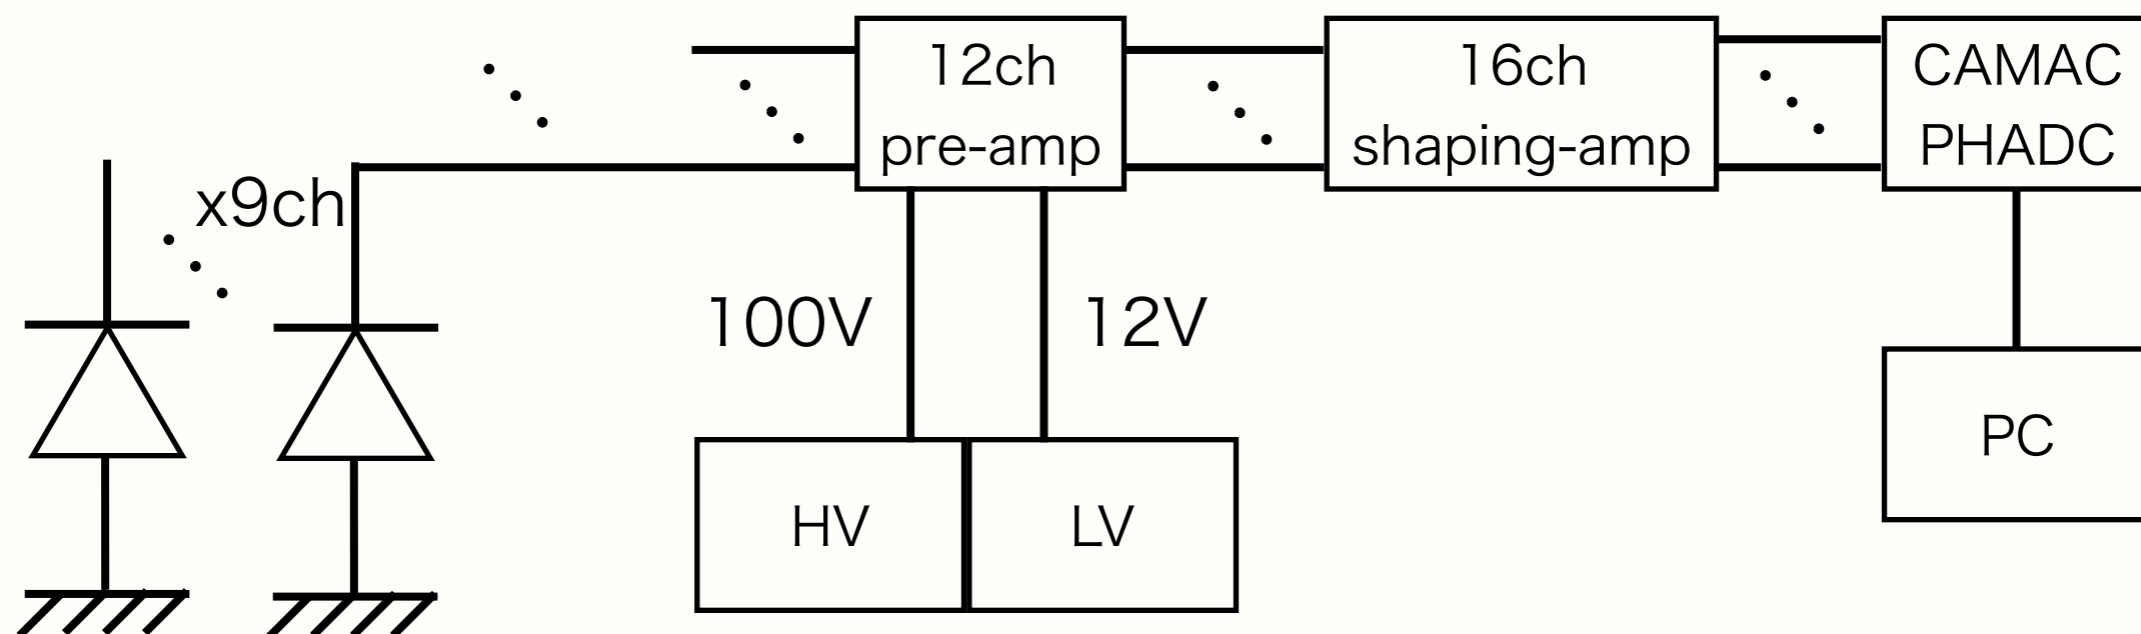 12ch
pre-amp
16ch
shaping-amp
CAMAC
PHADC
x9ch
100V
12V
HV
LV
PC